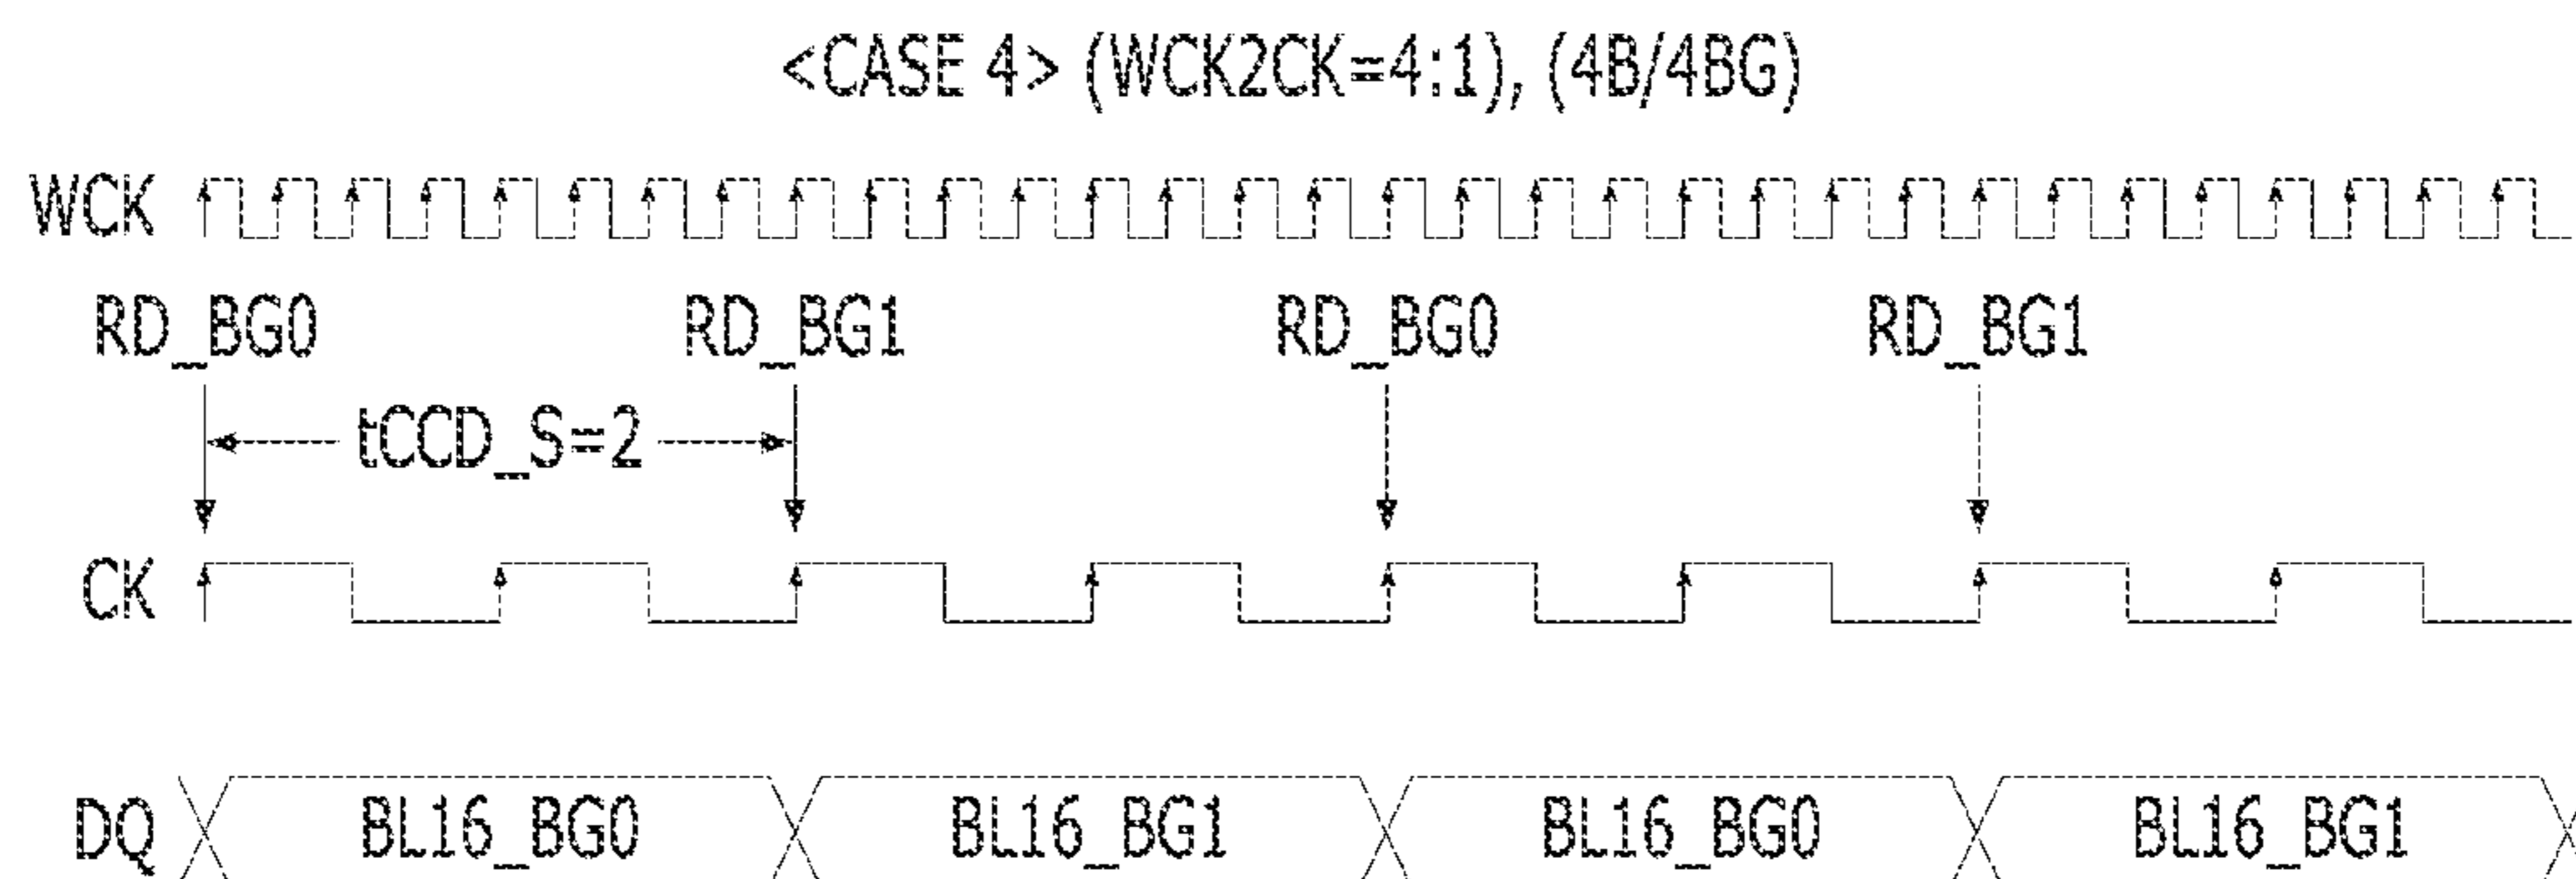 <CASE 4> (WCK2CK=4:1), (4B/4BG)
WCK
RD_BG0 RD_BG1 RD_BG0 RD_BG1
tCCD_S=2
CK
DQ BL16_BG0 BL16_BG1 BL16_BG0 BL16_BG1